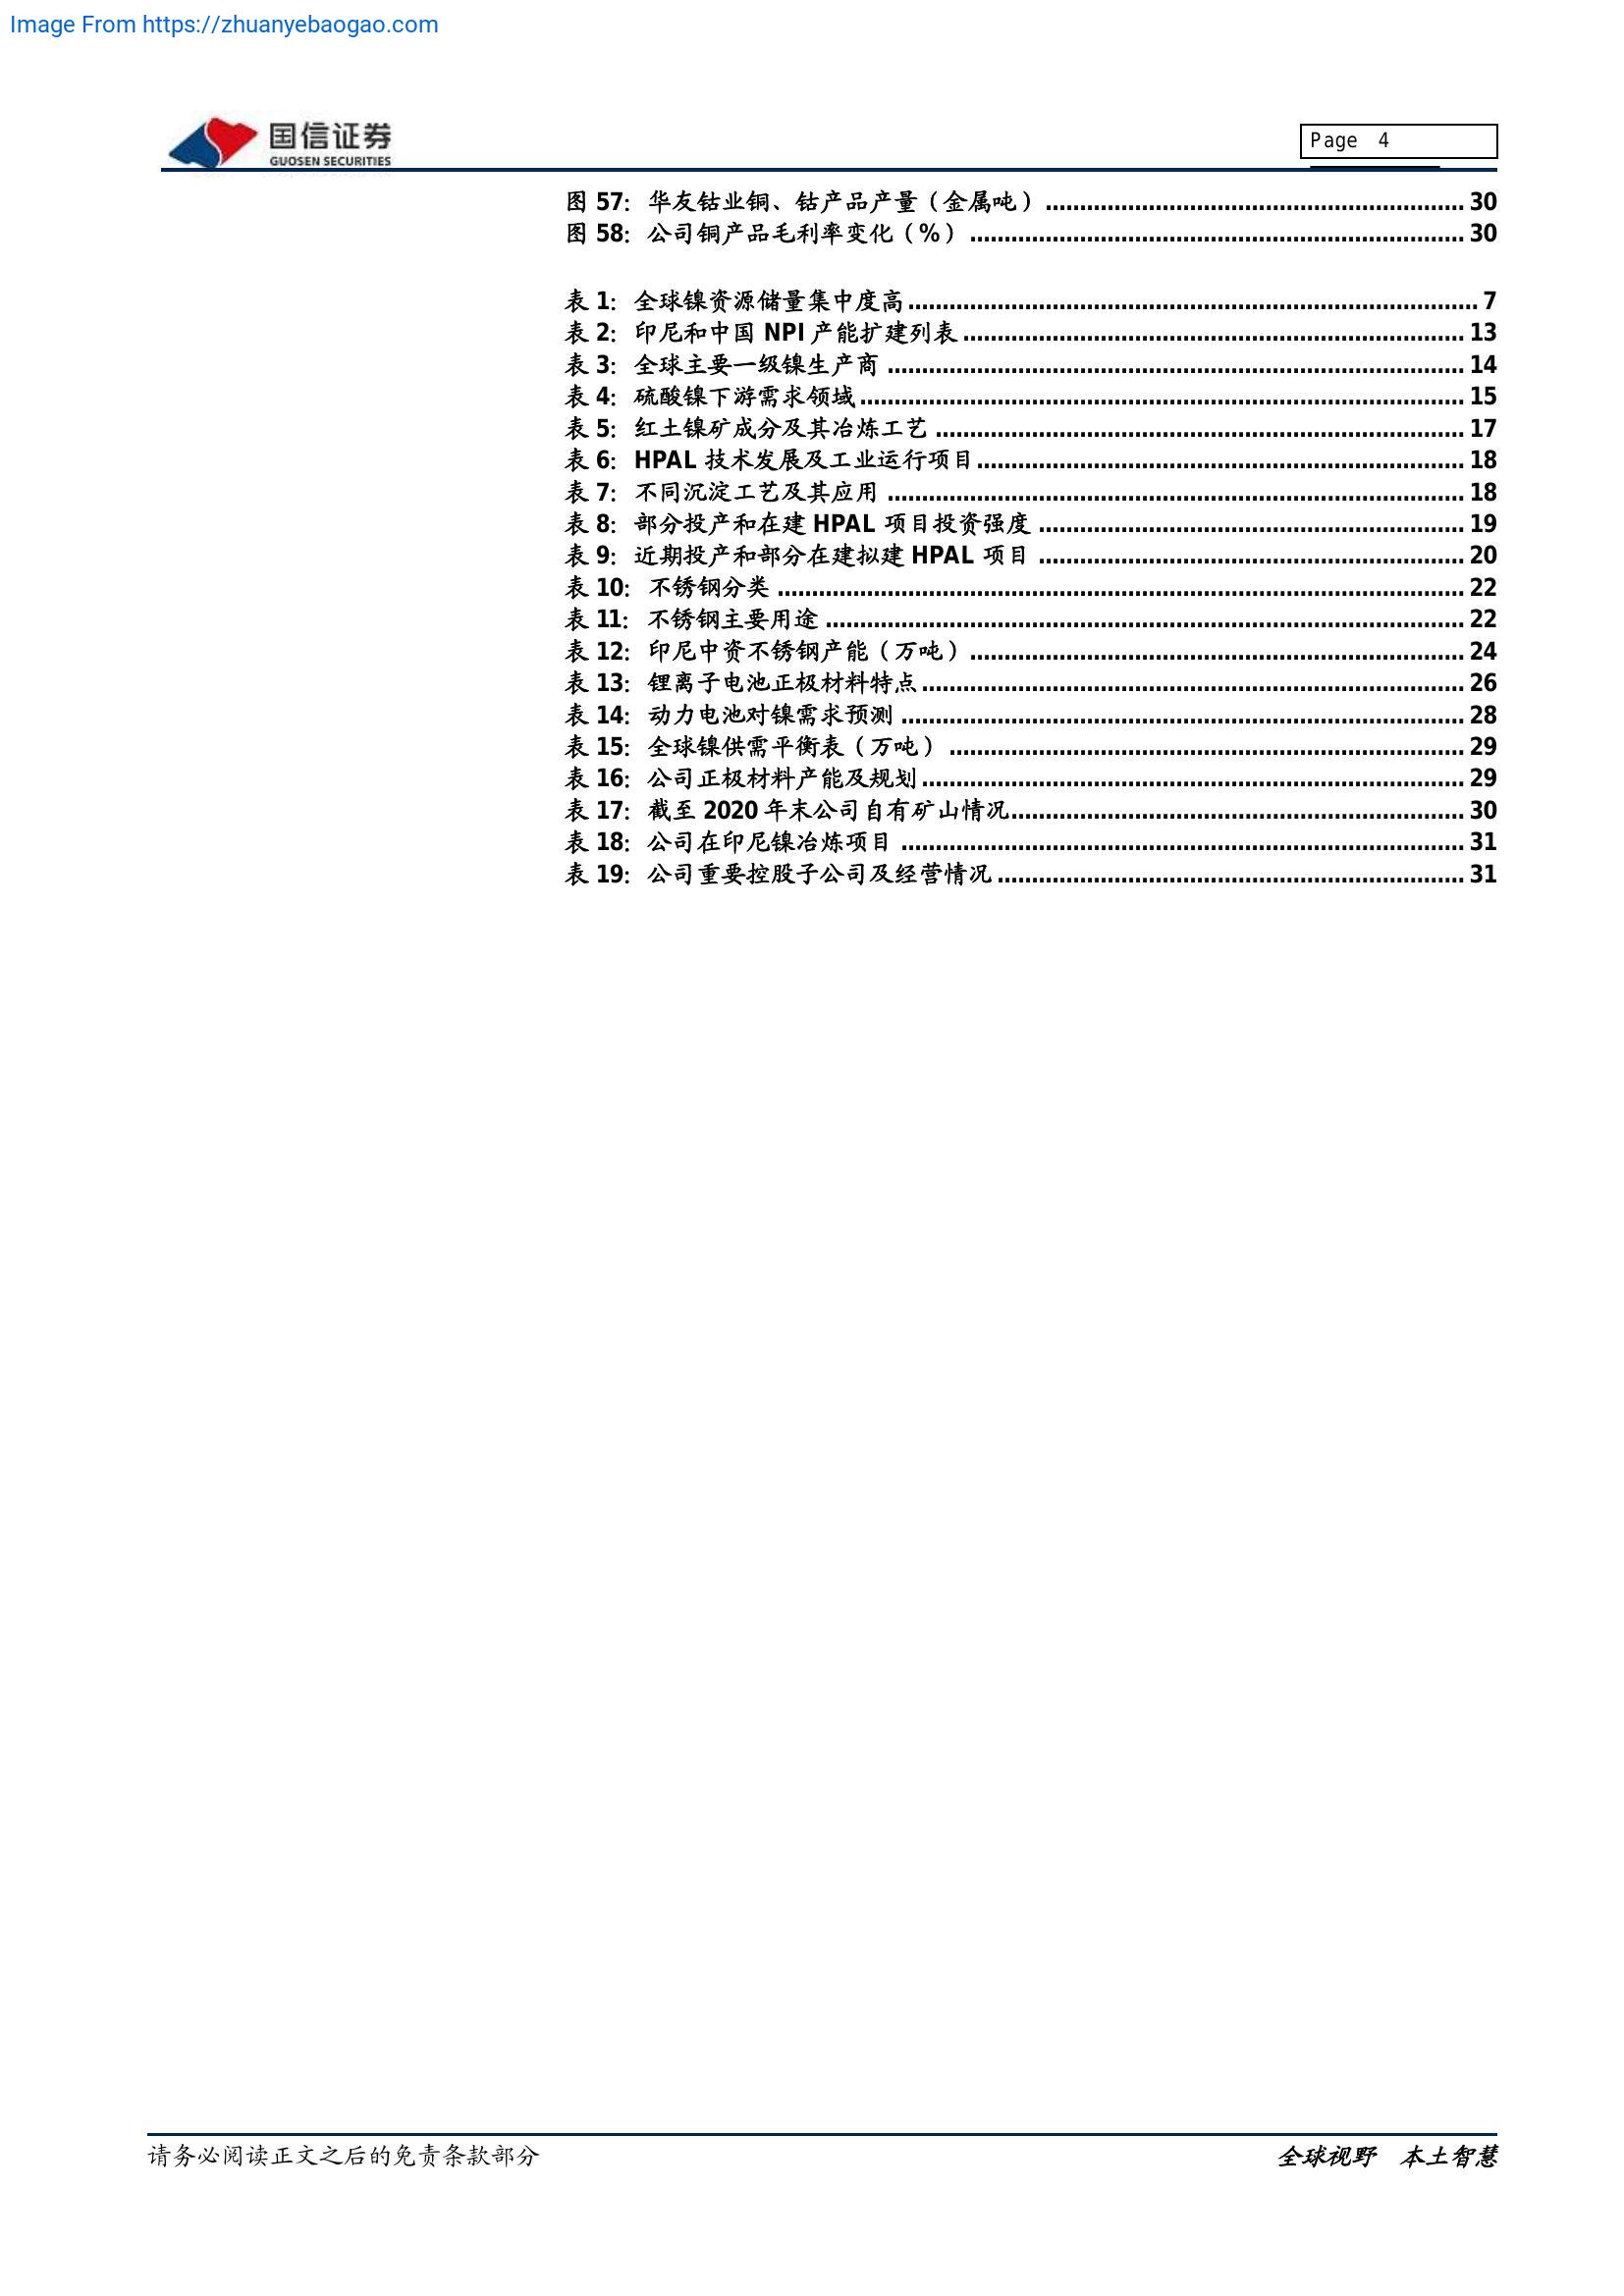 Image From https://zhuanyebaogao.com
国信证券
GUOSEN SECURITIES
Page 4
图 57: 华友钴业铜、钴产品产量（金属吨） 30
图 58: 公司铜产品毛利率变化（%） 30
表 1: 全球镍资源储量集中度高 7
表 2: 印尼和中国 NPI 产能扩建列表 13
表 3: 全球主要一级镍生产商 14
表 4: 硫酸镍下游需求领域 15
表 5: 红土镍矿成分及其冶炼工艺 17
表 6: HPAL 技术发展及工业运行项目 18
表 7: 不同沉淀工艺及其应用 18
表 8: 部分投产和在建 HPAL 项目投资强度 19
表 9: 近期投产和部分在建拟建 HPAL 项目 20
表 10: 不锈钢分类 22
表 11: 不锈钢主要用途 22
表 12: 印尼中资不锈钢产能（万吨） 24
表 13: 锂离子电池正极材料特点 26
表 14: 动力电池对镍需求预测 28
表 15: 全球镍供需平衡表（万吨） 29
表 16: 公司正极材料产能及规划 29
表 17: 截至 2020 年末公司自有矿山情况 30
表 18: 公司在印尼镍冶炼项目 31
表 19: 公司重要控股子公司及经营情况 31
请务必阅读正文之后的免责条款部分
全球视野 本土智慧